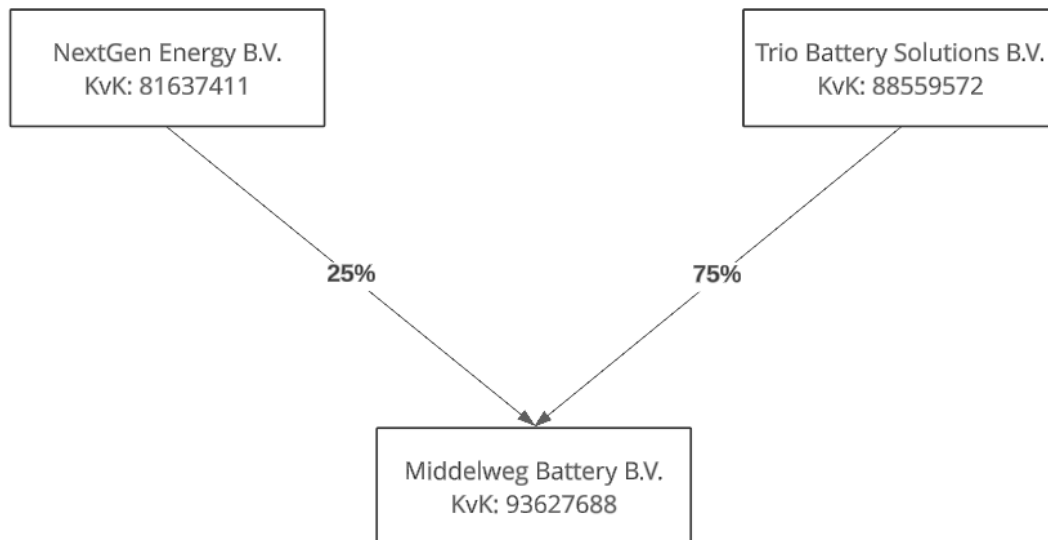 NextGen Energy B.V.
KvK: 81637411
Trio Battery Solutions B.V.
KvK: 88559572
25%
75%
Middelweg Battery B.V.
KvK: 93627688